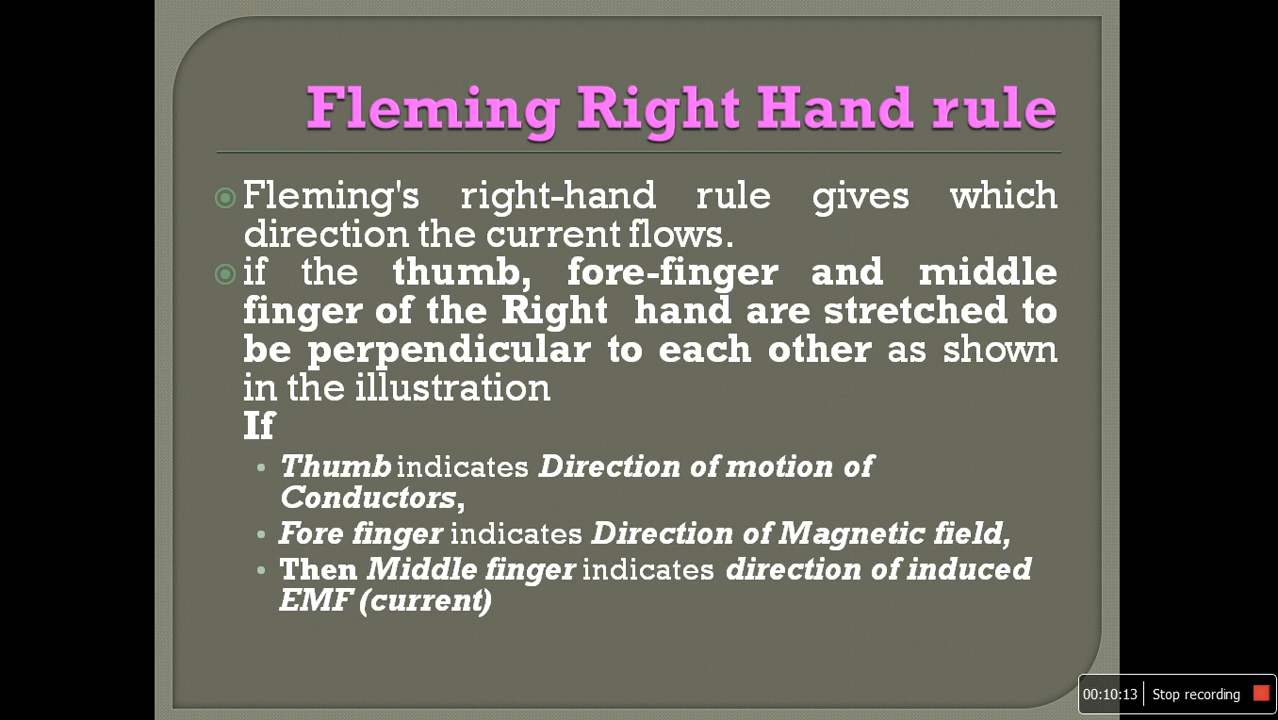 Fleming Right Hand rule
Fleming's right-hand rule gives which
direction the current flows.
if the thumb, fore-finger and middle
finger of the Right hand are stretched to
be perpendicular to each other as shown
in the illustration
If
Thumb indicates Direction of motion of
Conductors,
Fore finger indicates Direction of Magnetic field,
Then Middle finger indicates direction of induced
EMF (current)
00:10:13 Stop recording